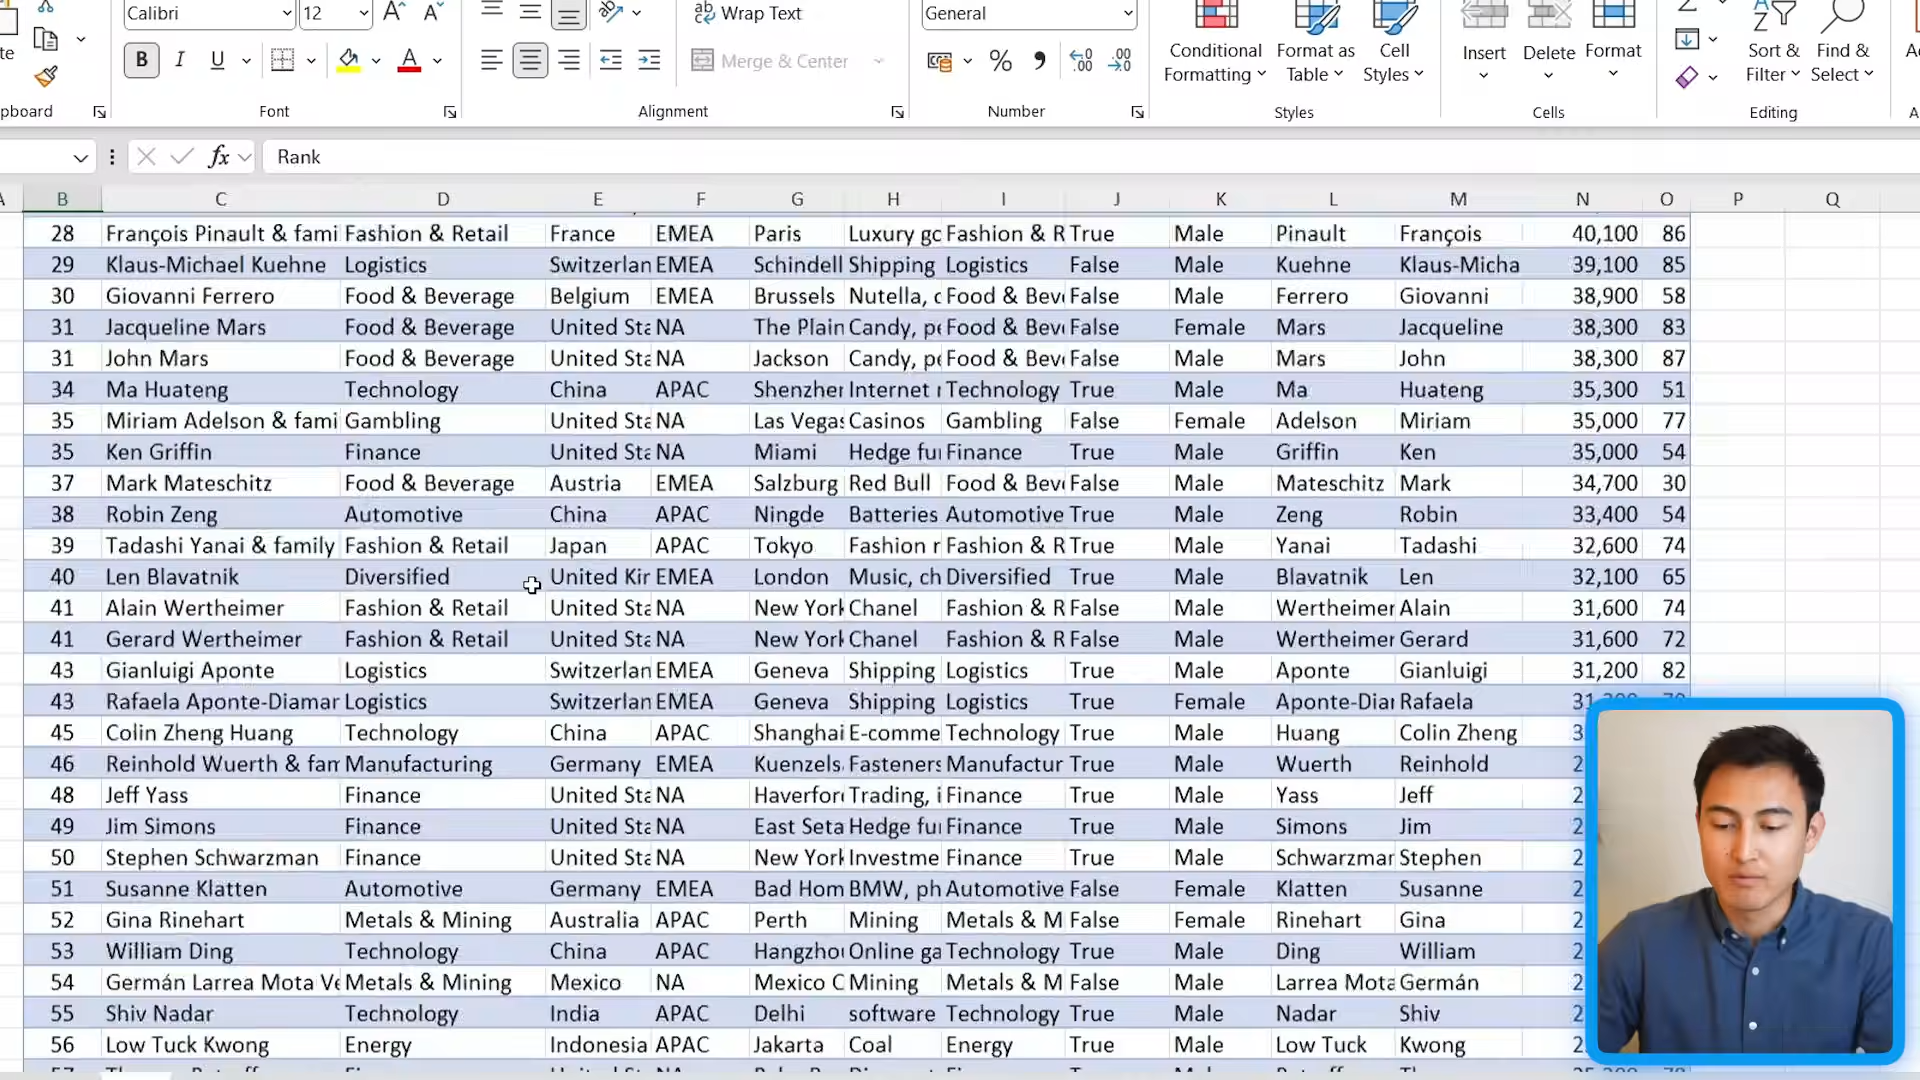 Calibri 12 A^ A˅ ab Wrap Text General
Conditional Formatting Format as Table Cell Styles Insert Delete Format Sort & Filter Find & Select
B I U A Merge & Center % , .00
pboard Font Alignment Number Styles Cells Editing
fx Rank
B C D E F G H I J K L M N O P Q
28 François Pinault & fami Fashion & Retail France EMEA Paris Luxury go Fashion & R True Male Pinault François 40,100 86
29 Klaus-Michael Kuehne Logistics Switzerlan EMEA Schindell Shipping Logistics False Male Kuehne Klaus-Micha 39,100 85
30 Giovanni Ferrero Food & Beverage Belgium EMEA Brussels Nutella, c Food & Beve False Male Ferrero Giovanni 38,900 58
31 Jacqueline Mars Food & Beverage United Sta NA The Plain Candy, pe Food & Beve False Female Mars Jacqueline 38,300 83
31 John Mars Food & Beverage United Sta NA Jackson Candy, pe Food & Beve False Male Mars John 38,300 87
34 Ma Huateng Technology China APAC Shenzhen Internet Technology True Male Ma Huateng 35,300 51
35 Miriam Adelson & fami Gambling United Sta NA Las Vegas Casinos Gambling False Female Adelson Miriam 35,000 77
35 Ken Griffin Finance United Sta NA Miami Hedge fu Finance True Male Griffin Ken 35,000 54
37 Mark Mateschitz Food & Beverage Austria EMEA Salzburg Red Bull Food & Beve False Male Mateschitz Mark 34,700 30
38 Robin Zeng Automotive China APAC Ningde Batteries Automotive True Male Zeng Robin 33,400 54
39 Tadashi Yanai & family Fashion & Retail Japan APAC Tokyo Fashion r Fashion & R True Male Yanai Tadashi 32,600 74
40 Len Blavatnik Diversified United Kin EMEA London Music, ch Diversified True Male Blavatnik Len 32,100 65
41 Alain Wertheimer Fashion & Retail United Sta NA New York Chanel Fashion & R False Male Wertheimer Alain 31,600 74
41 Gerard Wertheimer Fashion & Retail United Sta NA New York Chanel Fashion & R False Male Wertheimer Gerard 31,600 72
43 Gianluigi Aponte Logistics Switzerlan EMEA Geneva Shipping Logistics True Male Aponte Gianluigi 31,200 82
43 Rafaela Aponte-Diamar Logistics Switzerlan EMEA Geneva Shipping Logistics True Female Aponte-Dian Rafaela
45 Colin Zheng Huang Technology China APAC Shanghai E-comme Technology True Male Huang Colin Zheng
46 Reinhold Wuerth & fam Manufacturing Germany EMEA Kuenzels Fasteners Manufactur True Male Wuerth Reinhold
48 Jeff Yass Finance United Sta NA Haverford Trading, i Finance True Male Yass Jeff
49 Jim Simons Finance United Sta NA East Seta Hedge fu Finance True Male Simons Jim
50 Stephen Schwarzman Finance United Sta NA New York Investme Finance True Male Schwarzman Stephen
51 Susanne Klatten Automotive Germany EMEA Bad Hom BMW, ph Automotive False Female Klatten Susanne
52 Gina Rinehart Metals & Mining Australia APAC Perth Mining Metals & M False Female Rinehart Gina
53 William Ding Technology China APAC Hangzhou Online ga Technology True Male Ding William
54 Germán Larrea Mota Ve Metals & Mining Mexico NA Mexico C Mining Metals & M False Male Larrea Mota Germán
55 Shiv Nadar Technology India APAC Delhi software Technology True Male Nadar Shiv
56 Low Tuck Kwong Energy Indonesia APAC Jakarta Coal Energy True Male Low Tuck Kwong